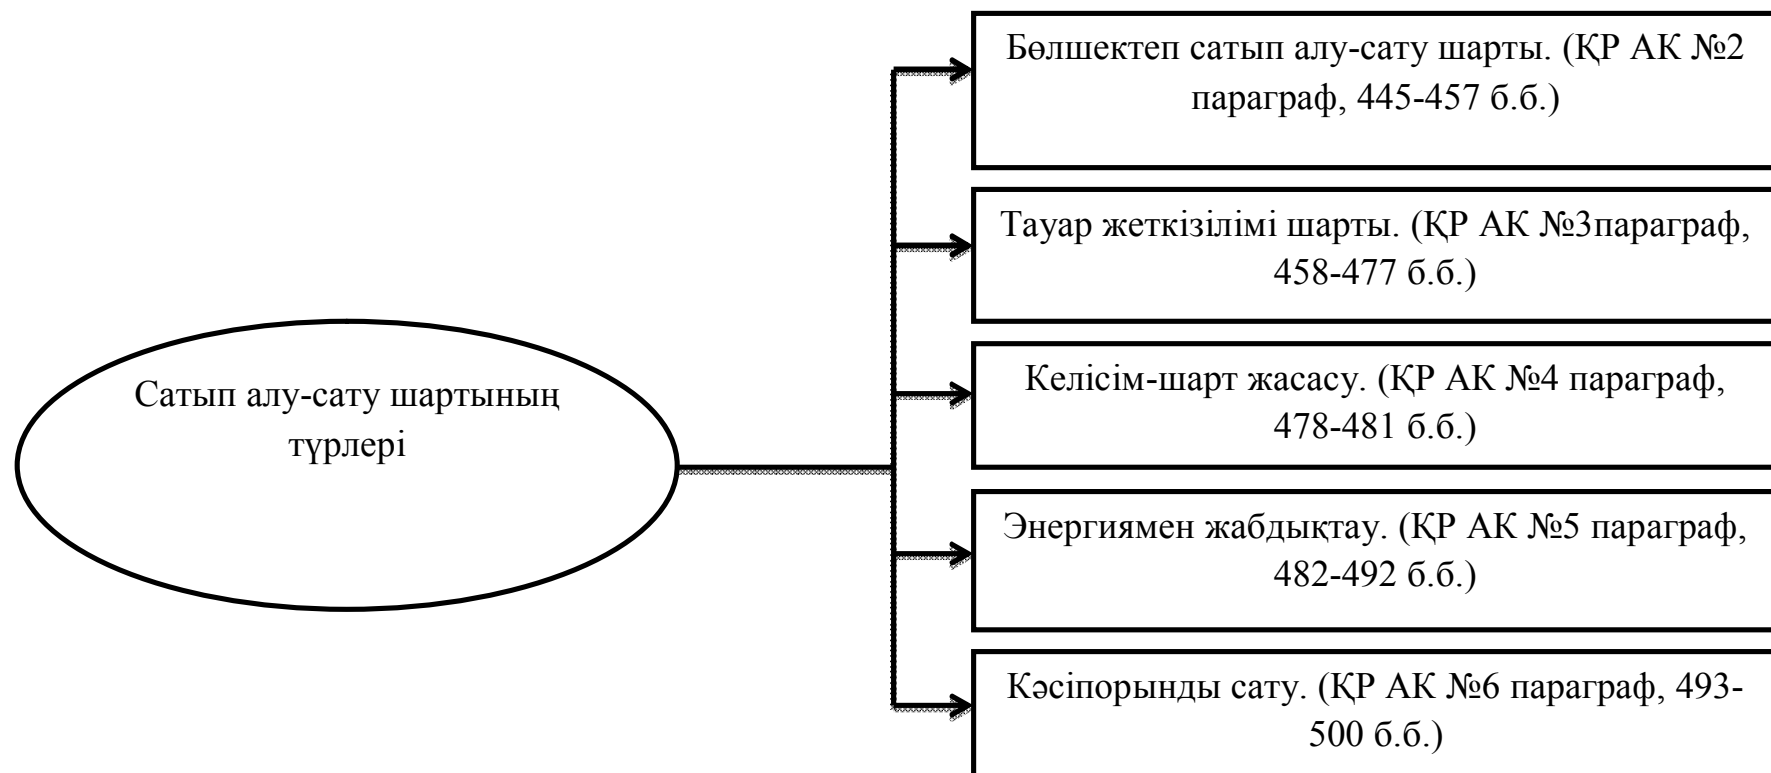 Сатып алу-сату шартының
түрлері
Бөлшектеп сатып алу-сату шарты. (ҚР АК №2
параграф, 445-457 б.б.)
Тауар жеткізілімі шарты. (ҚР АК №3параграф,
458-477 б.б.)
Келісім-шарт жасасу. (ҚР АК №4 параграф,
478-481 б.б.)
Энергиямен жабдықтау. (ҚР АК №5 параграф,
482-492 б.б.)
Кәсіпорынды сату. (ҚР АК №6 параграф, 493-
500 б.б.)